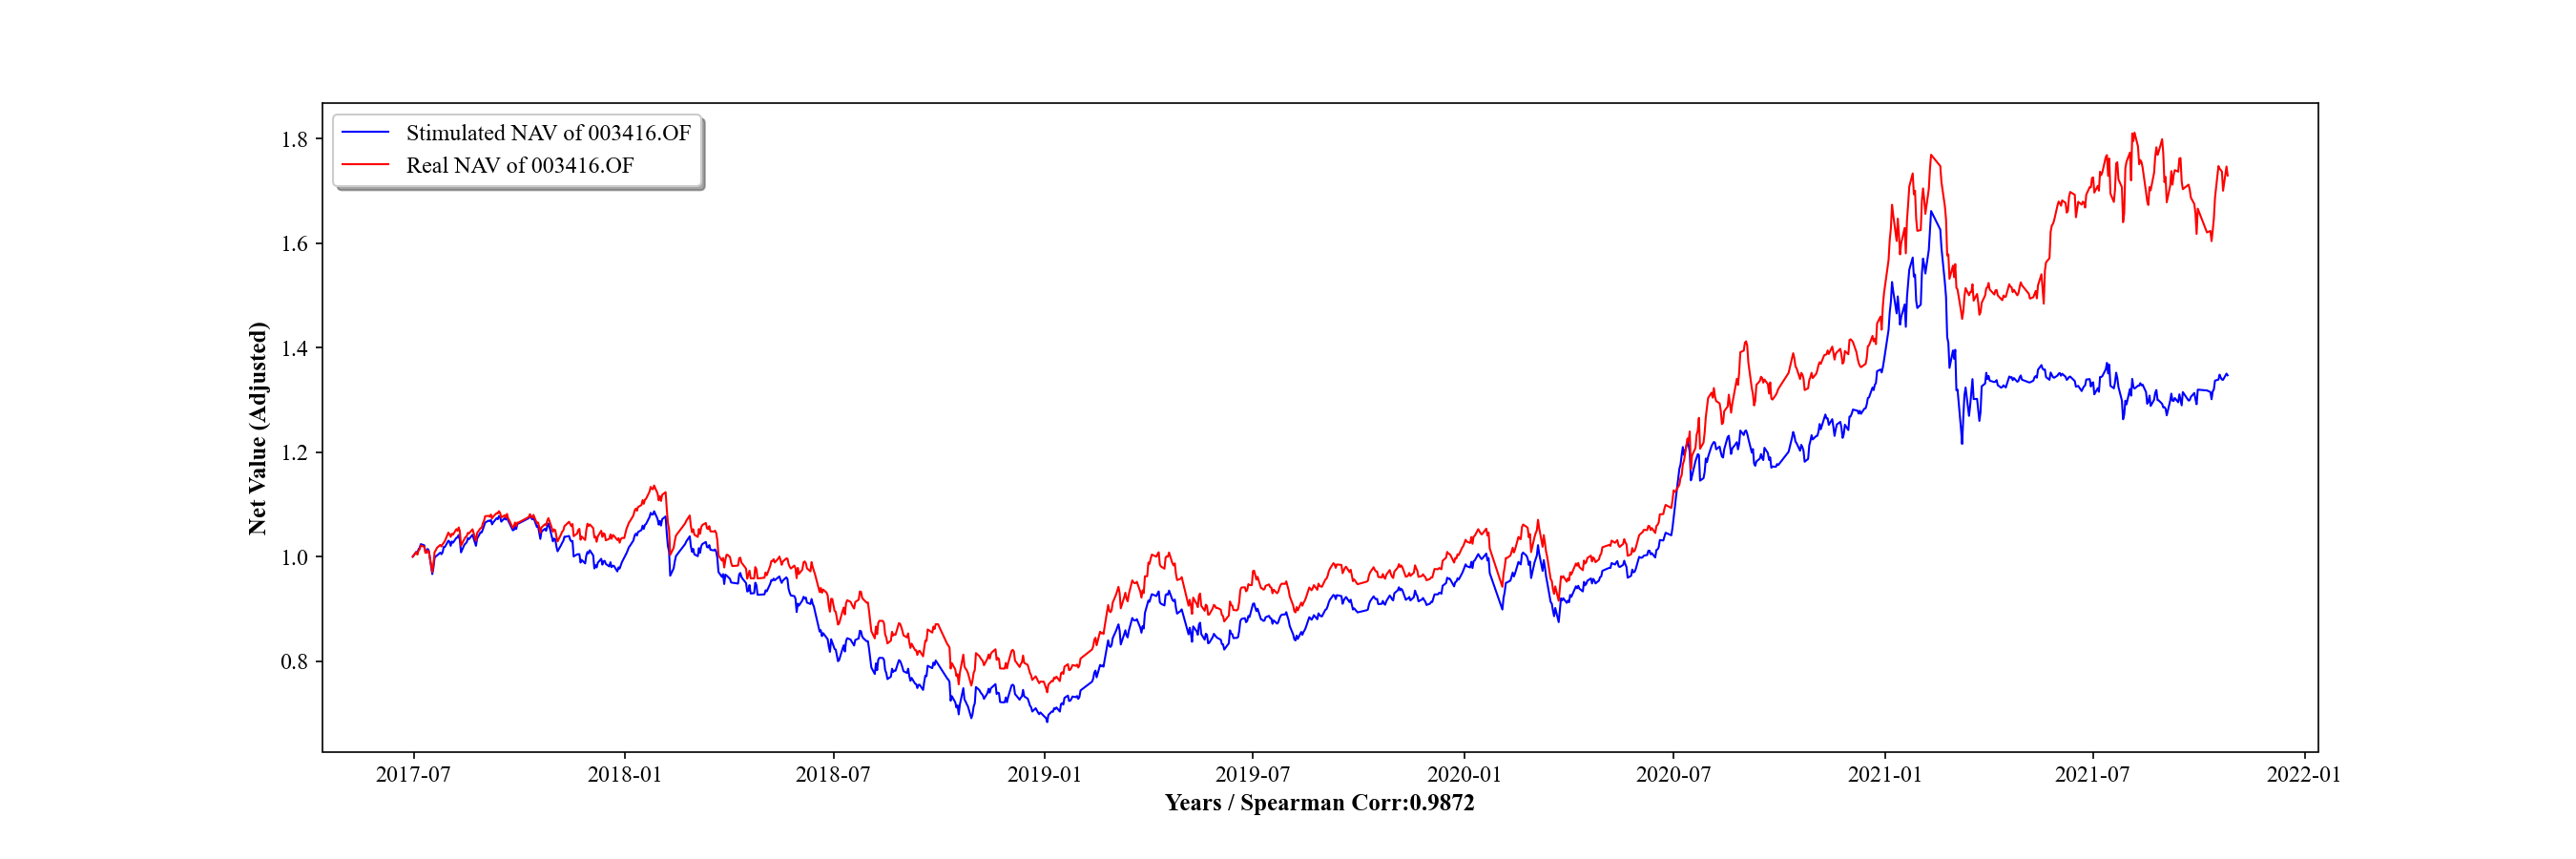 Stimulated NAV of 003416.OF
Real NAV of 003416.OF
Net Value (Adjusted)
1.8
1.6
1.4
1.2
1.0
0.8
2017-07 2018-01 2018-07 2019-01 2019-07 2020-01 2020-07 2021-01 2021-07 2022-01
Years / Spearman Corr:0.9872